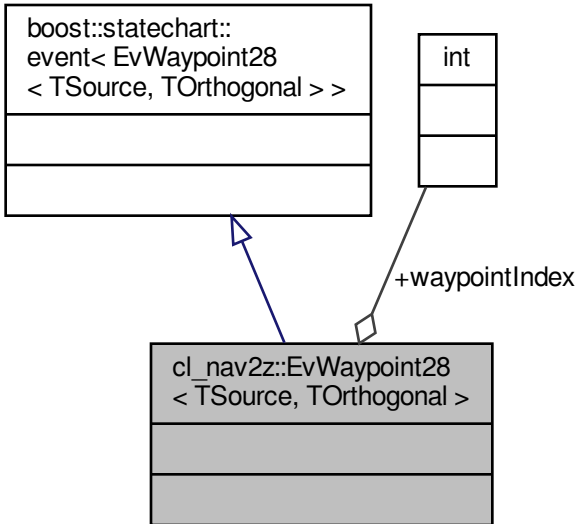 boost::statechart::
event< EvWaypoint28
< TSource, TOrthogonal > >
int
+waypointIndex
cl_nav2z::EvWaypoint28
< TSource, TOrthogonal >